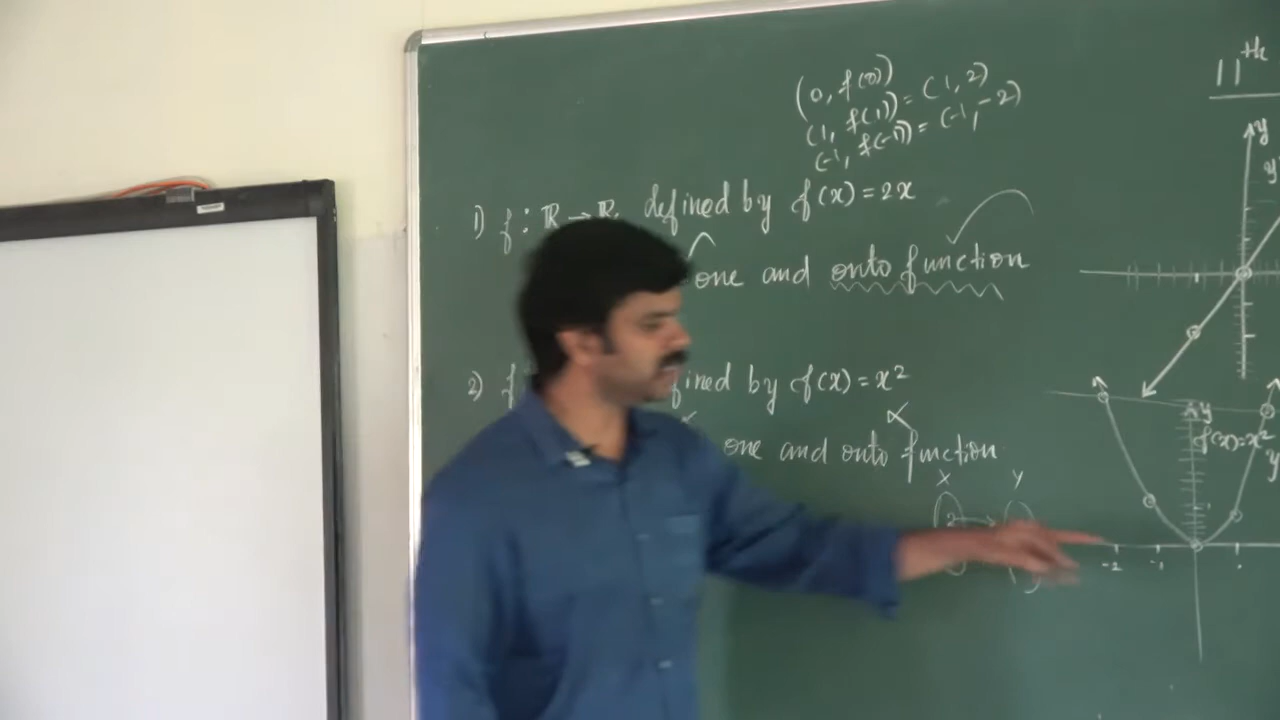 (0, f(0))
(1, f(1)) = (1, 2)
(-1, f(-1)) = (-1, -2)
11th
y
y
1) f : R → R, defined by f(x) = 2x
one and onto function
2) f
fined by f(x) = x²
one and onto function
y
f(x)=x²
y
X Y
2
-2 -1